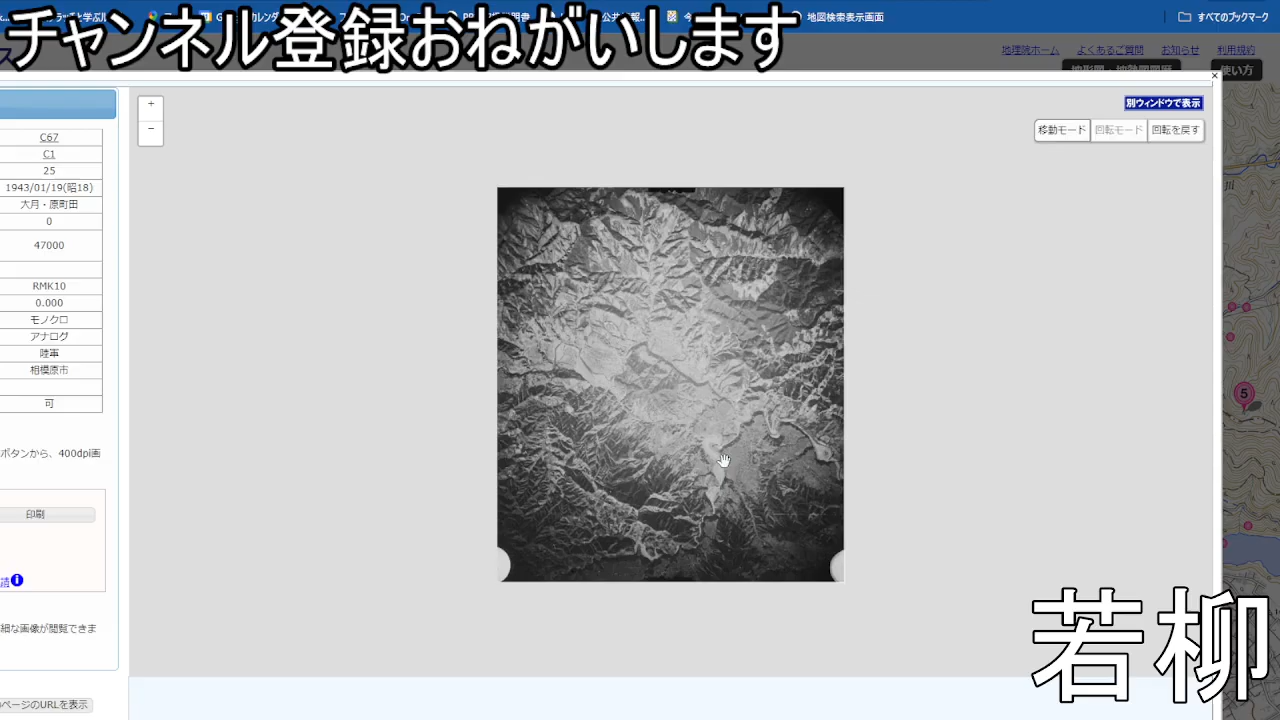 チャンネル登録おねがいします
地図検索表示画面
すべてのブックマーク
地理院ホーム
よくあるご質問
お知らせ
利用規約
使い方
別ウィンドウで表示
移動モード
回転モード
回転を戻す
+
−
C67
C1
25
1943/01/19(昭18)
大月・原町田
0
47000
RMK10
0.000
モノクロ
アナログ
陸軍
相模原市
可
ボタンから、400dpi画
印刷
細な画像が閲覧できま
ページのURLを表示
5
若柳